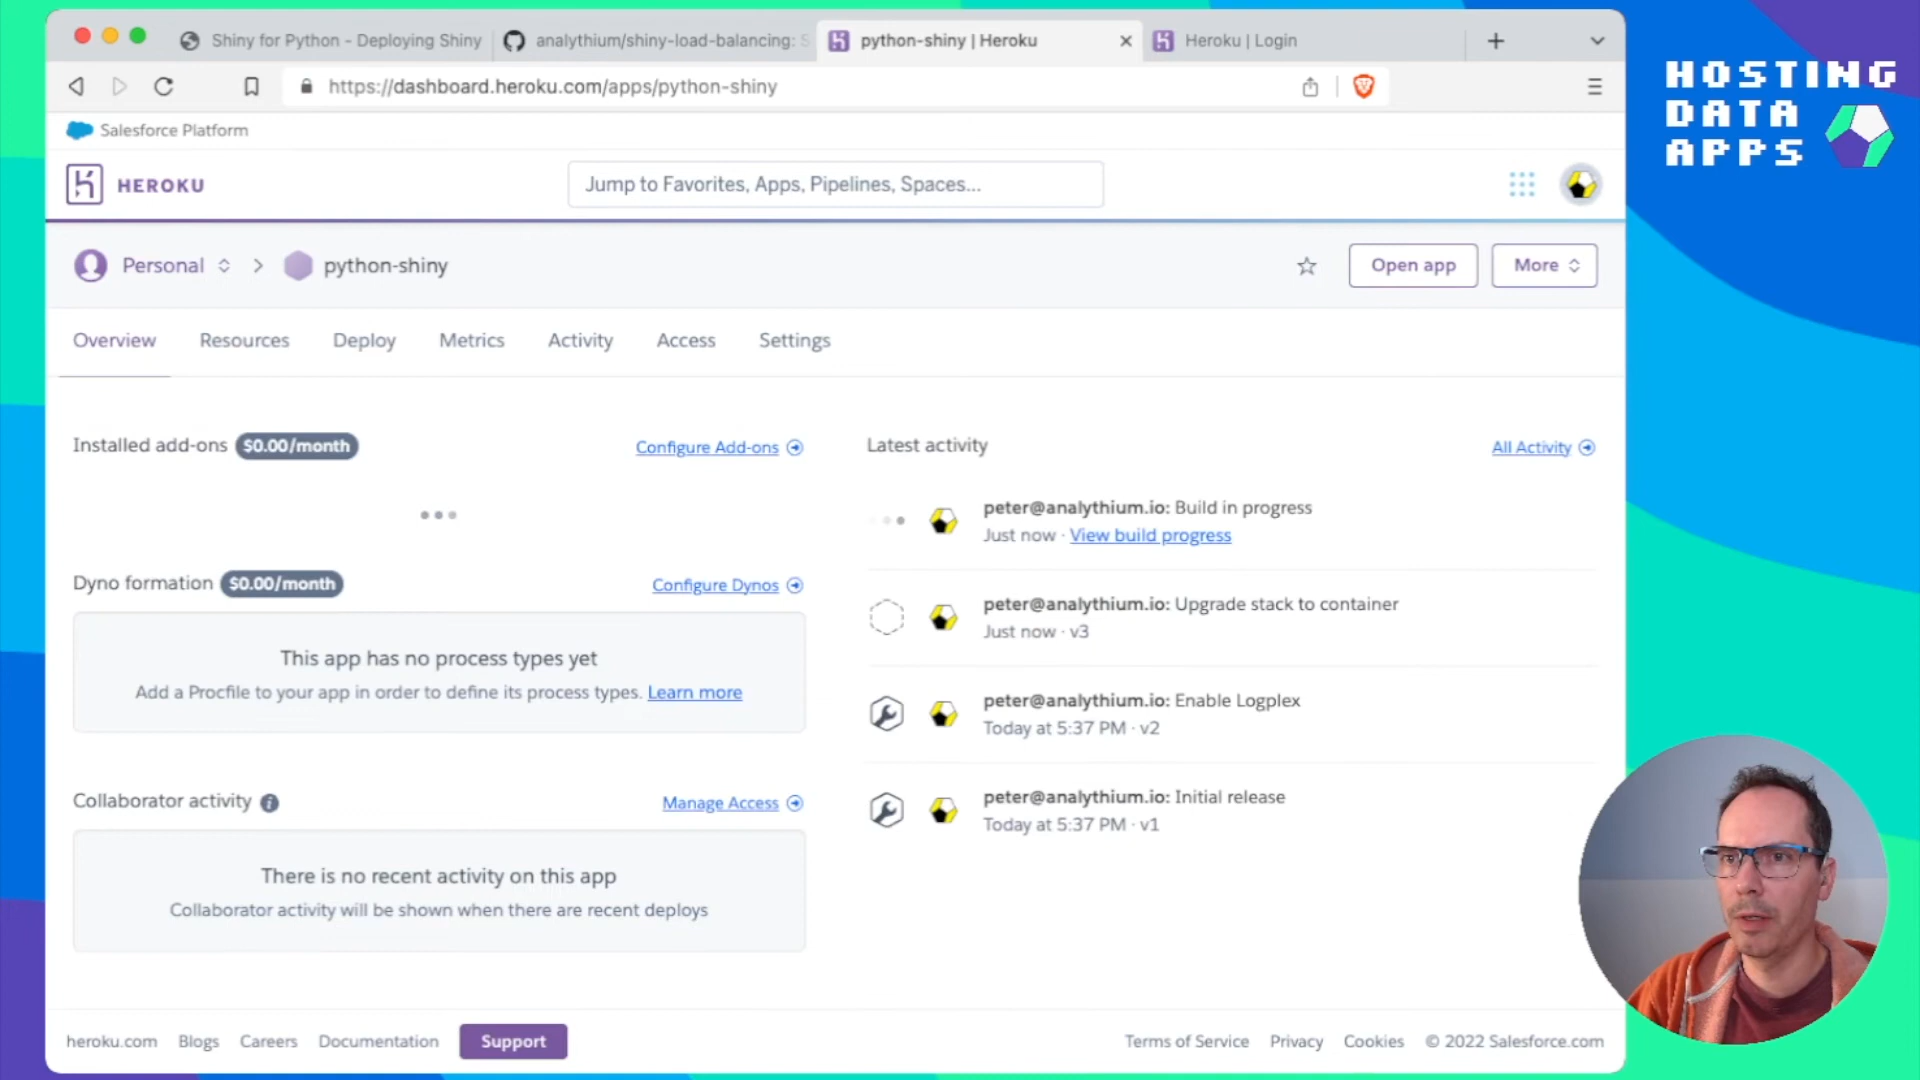 Shiny for Python - Deploying Shiny
analythium/shiny-load-balancing: S
python-shiny | Heroku
Heroku | Login
https://dashboard.heroku.com/apps/python-shiny
HOSTING
DATA
APPS
Salesforce Platform
HEROKU
Jump to Favorites, Apps, Pipelines, Spaces...
Personal
python-shiny
Open app
More
Overview
Resources
Deploy
Metrics
Activity
Access
Settings
Installed add-ons $0.00/month
Configure Add-ons
Dyno formation $0.00/month
Configure Dynos
This app has no process types yet
Add a Procfile to your app in order to define its process types. Learn more
Collaborator activity
Manage Access
There is no recent activity on this app
Collaborator activity will be shown when there are recent deploys
Latest activity
All Activity
peter@analythium.io: Build in progress
Just now · View build progress
peter@analythium.io: Upgrade stack to container
Just now · v3
peter@analythium.io: Enable Logplex
Today at 5:37 PM · v2
peter@analythium.io: Initial release
Today at 5:37 PM · v1
heroku.com
Blogs
Careers
Documentation
Support
Terms of Service
Privacy
Cookies
© 2022 Salesforce.com